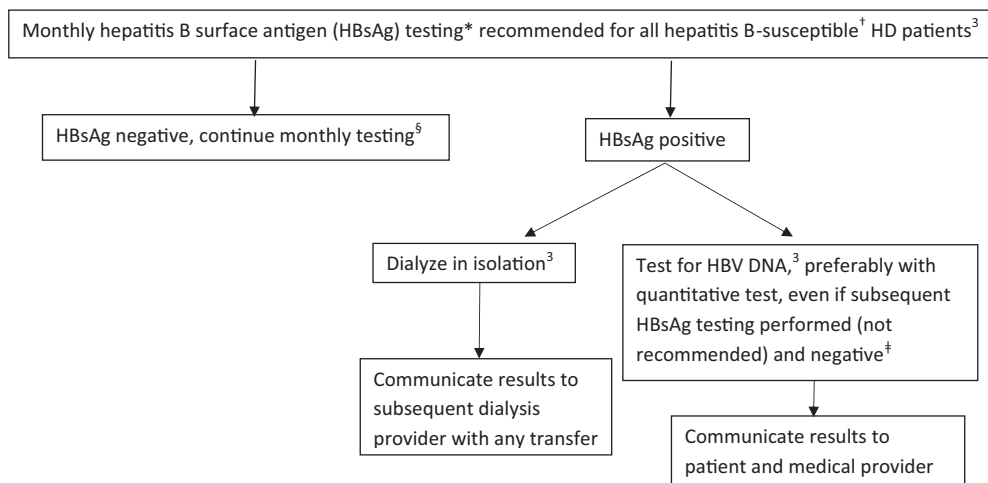 Monthly hepatitis B surface antigen (HBsAg) testing* recommended for all hepatitis B-susceptible† HD patients³
HBsAg negative, continue monthly testing§
HBsAg positive
Dialyze in isolation³
Test for HBV DNA,³ preferably with
quantitative test, even if subsequent
HBsAg testing performed (not
recommended) and negative‡
Communicate results to
subsequent dialysis
provider with any transfer
Communicate results to
patient and medical provider